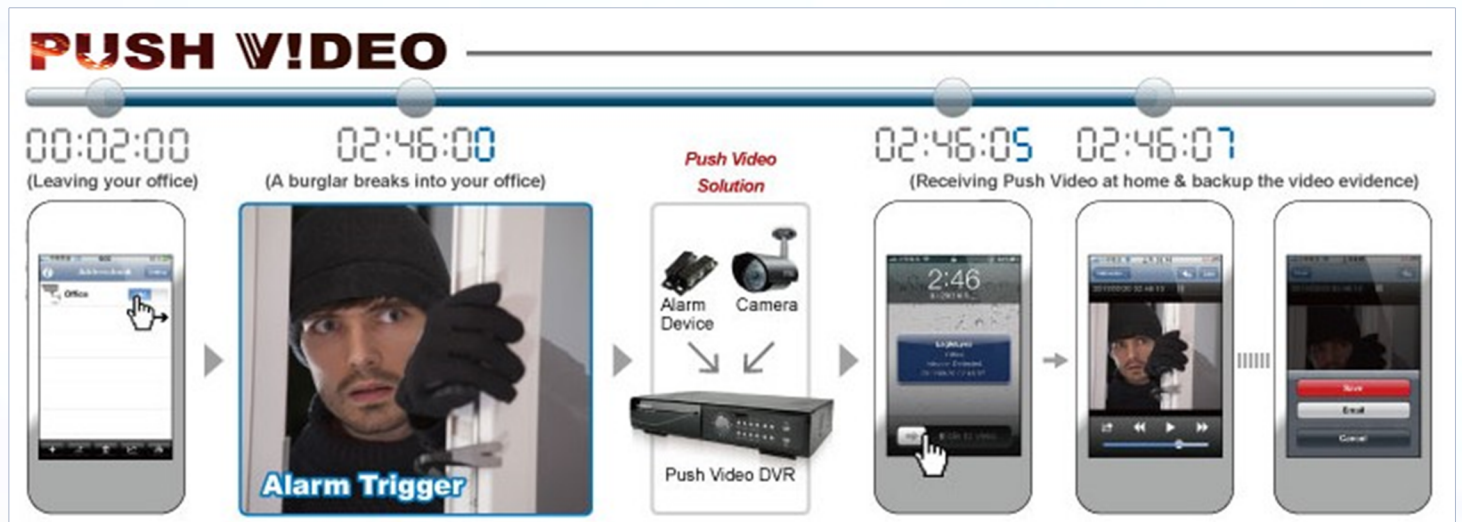 PUSH V!DEO
00:02:00
(Leaving your office)
02:46:00
(A burglar breaks into your office)
Push Video
Solution
02:46:05
02:46:07
(Receiving Push Video at home & backup the video evidence)
Office
Alarm Trigger
Alarm
Device
Camera
Push Video DVR
2:46
Save
Email
Cancel